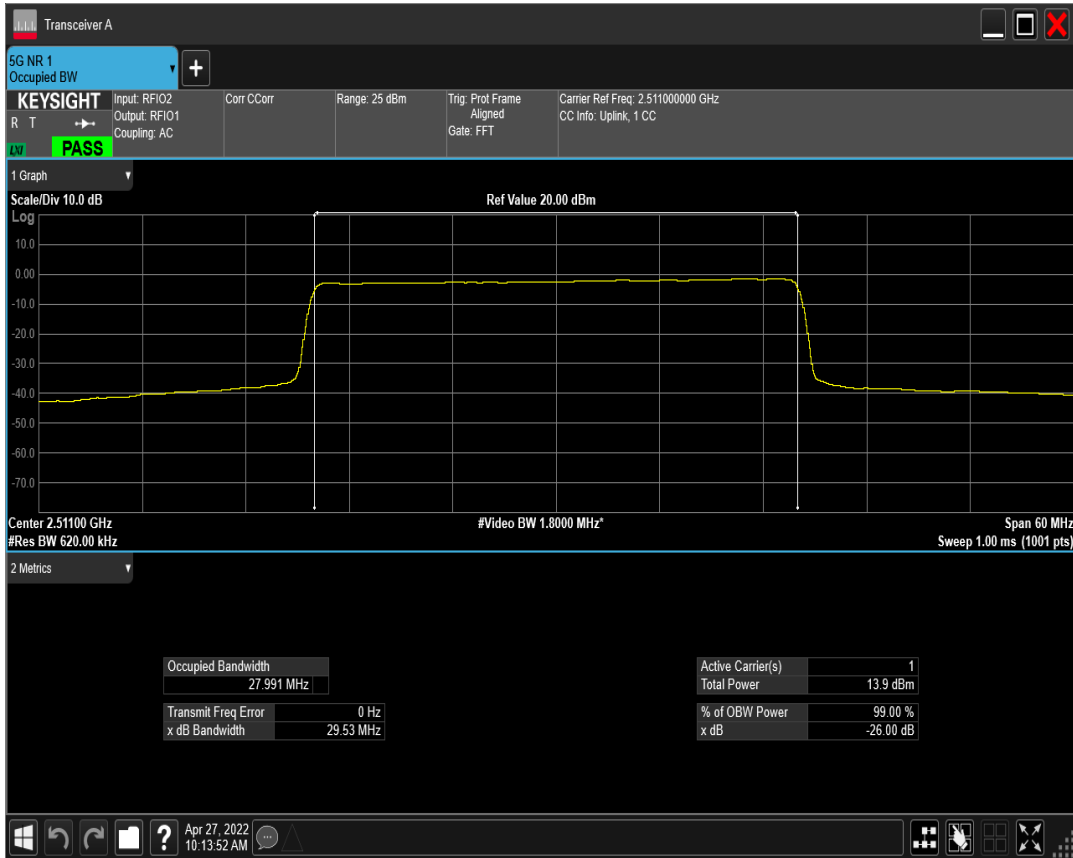 Transceiver A
5G NR 1
Occupied BW
KEYSIGHT
R T
LXI
PASS
Input: RFIO2
Output: RFIO1
Coupling: AC
Corr CCorr
Range: 25 dBm
Trig: Prot Frame
Aligned
Gate: FFT
Carrier Ref Freq: 2.511000000 GHz
CC Info: Uplink, 1 CC
1 Graph
Scale/Div 10.0 dB
Ref Value 20.00 dBm
Log
10.0
0.00
-10.0
-20.0
-30.0
-40.0
-50.0
-60.0
-70.0
Center 2.51100 GHz
#Video BW 1.8000 MHz*
Span 60 MHz
#Res BW 620.00 kHz
Sweep 1.00 ms (1001 pts)
2 Metrics
Occupied Bandwidth
27.991 MHz
Transmit Freq Error 0 Hz
x dB Bandwidth 29.53 MHz
Active Carrier(s) 1
Total Power 13.9 dBm
% of OBW Power 99.00 %
x dB -26.00 dB
?
Apr 27, 2022
10:13:52 AM